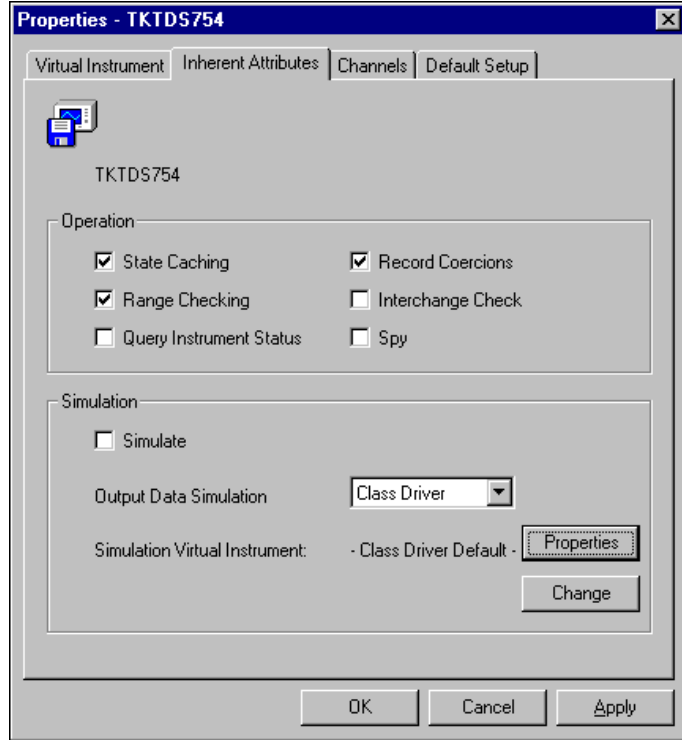 Properties - TKTDS754
Virtual Instrument Inherent Attributes Channels Default Setup
TKTDS754
Operation
State Caching Record Coercions
Range Checking Interchange Check
Query Instrument Status Spy
Simulation
Simulate
Output Data Simulation Class Driver
Simulation Virtual Instrument: - Class Driver Default - Properties
Change
OK Cancel Apply